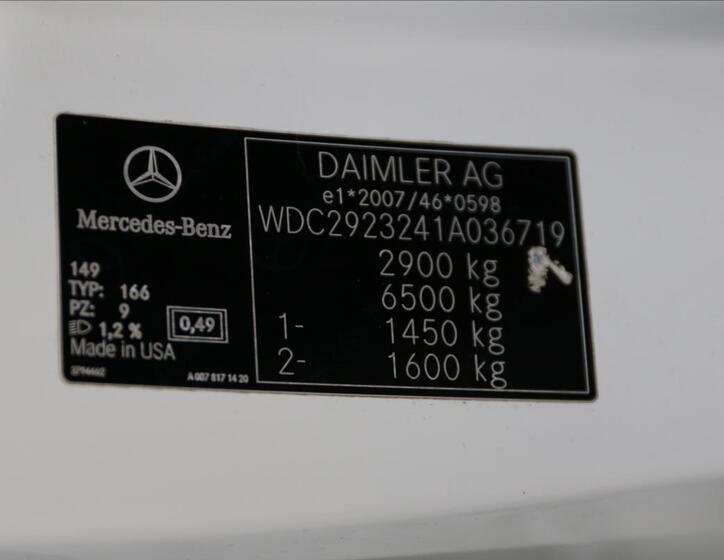 Mercedes-Benz
149
TYP: 166
PZ: 9
1,2 %
0,49
Made in USA
3794462
A 007 817 14 20
DAIMLER AG
e1*2007/46*0598
WDC2923241A036719
2900 kg
6500 kg
1- 1450 kg
2- 1600 kg